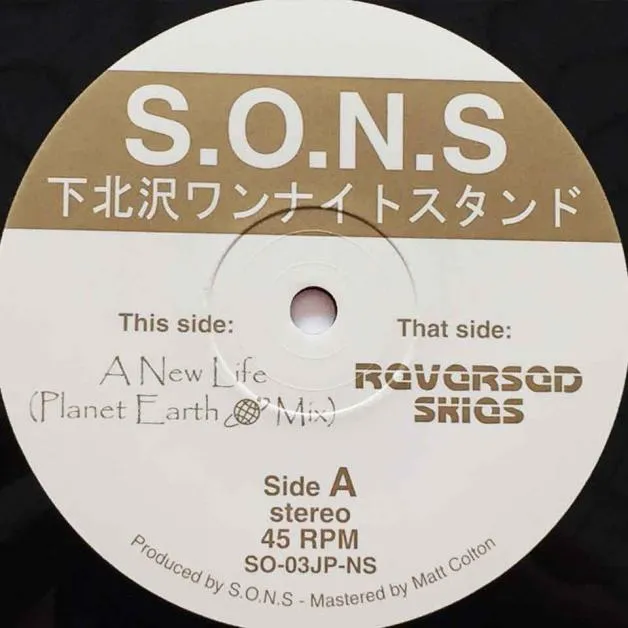 S.O.N.S
下北沢ワンナイトスタンド
This side:
A New Life
(Planet Earth Mix)
That side:
REVERSED
SKIES
Side A
stereo
45 RPM
SO-03JP-NS
Produced by S.O.N.S - Mastered by Matt Colton